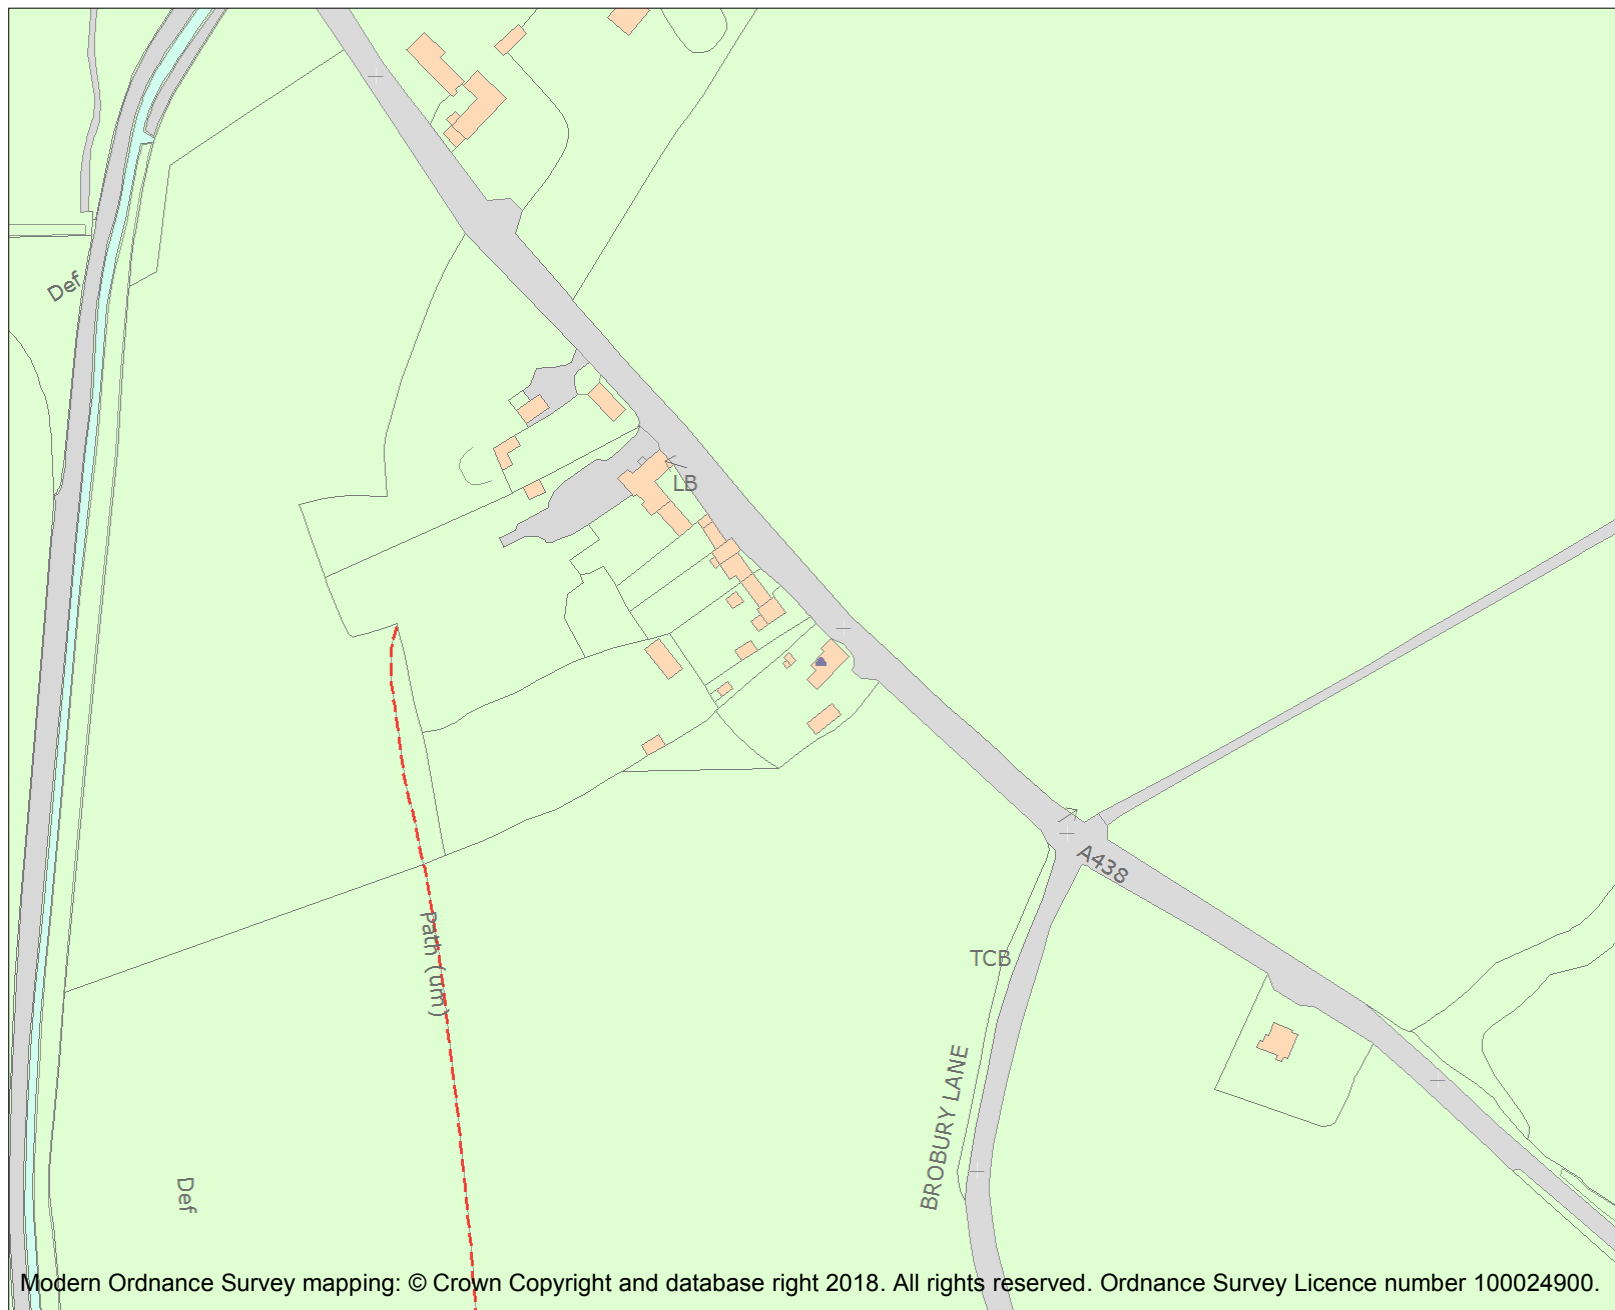 Def
LB
A438
Path (um)
TCB
BROBURY LANE
Def
Modern Ordnance Survey mapping: © Crown Copyright and database right 2018. All rights reserved. Ordnance Survey Licence number 100024900.